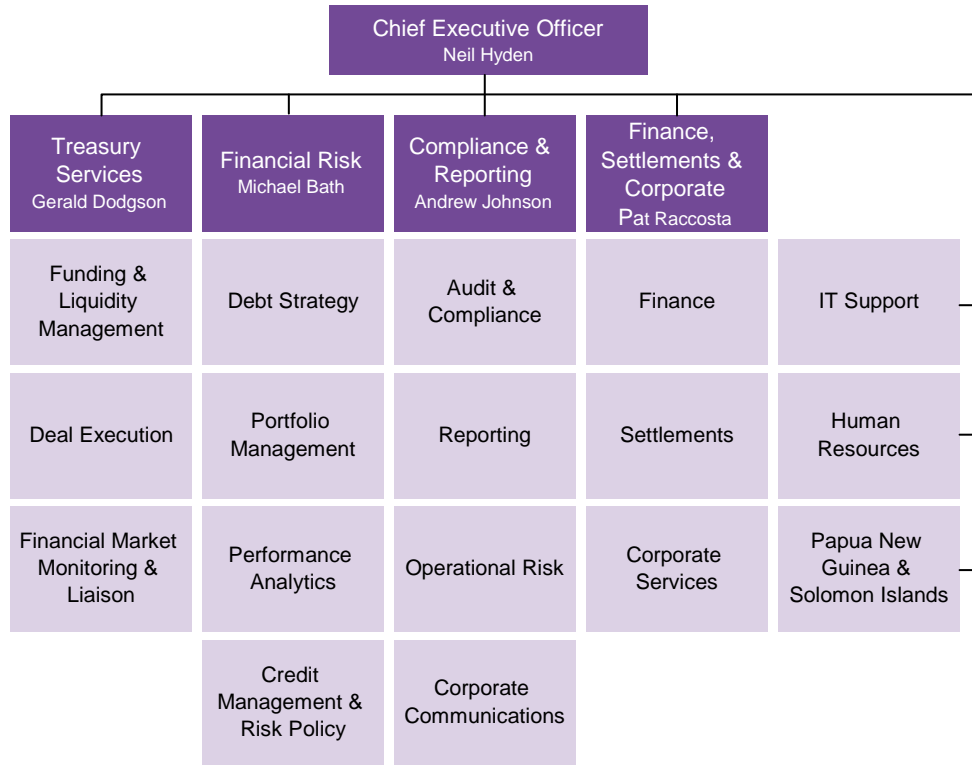 Chief Executive Officer
Neil Hyden
Treasury
Services
Gerald Dodgson
Financial Risk
Michael Bath
Compliance &
Reporting
Andrew Johnson
Finance,
Settlements &
Corporate
Pat Raccosta
Funding &
Liquidity
Management
Debt Strategy
Audit &
Compliance
Finance
IT Support
Deal Execution
Portfolio
Management
Reporting
Settlements
Human
Resources
Financial Market
Monitoring &
Liaison
Performance
Analytics
Operational Risk
Corporate
Services
Papua New
Guinea &
Solomon Islands
Credit
Management &
Risk Policy
Corporate
Communications